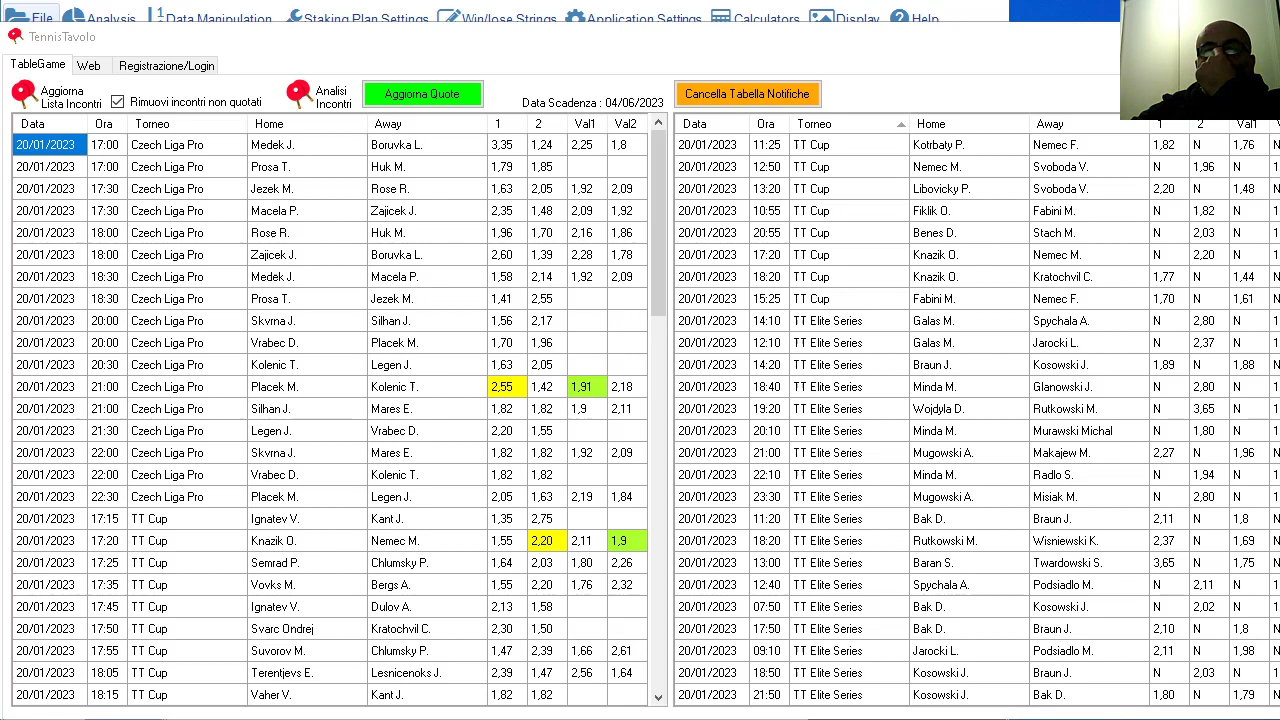 File Analysis Data Manipulation Staking Plan Settings Win/lose Strings Application Settings Calculators Display Help
TennisTavolo
TableGame Web Registrazione/Login
Aggiorna Lista Incontri Rimuovi incontri non quotati Analisi Incontri Aggiorna Quote Data Scadenza : 04/06/2023 Cancella Tabella Notifiche
Data Ora Torneo Home Away 1 2 Val1 Val2
20/01/2023 17:00 Czech Liga Pro Medek J. Boruvka L. 3,35 1,24 2,25 1,8
20/01/2023 17:00 Czech Liga Pro Prosa T. Huk M. 1,79 1,85
20/01/2023 17:30 Czech Liga Pro Jezek M. Rose R. 1,63 2,05 1,92 2,09
20/01/2023 17:30 Czech Liga Pro Macela P. Zajicek J. 2,35 1,48 2,09 1,92
20/01/2023 18:00 Czech Liga Pro Rose R. Huk M. 1,96 1,70 2,16 1,86
20/01/2023 18:00 Czech Liga Pro Zajicek J. Boruvka L. 2,60 1,39 2,28 1,78
20/01/2023 18:30 Czech Liga Pro Medek J. Macela P. 1,58 2,14 1,92 2,09
20/01/2023 18:30 Czech Liga Pro Prosa T. Jezek M. 1,41 2,55
20/01/2023 20:00 Czech Liga Pro Skvrna J. Silhan J. 1,56 2,17
20/01/2023 20:00 Czech Liga Pro Vrabec D. Placek M. 1,70 1,96
20/01/2023 20:30 Czech Liga Pro Kolenic T. Legen J. 1,63 2,05
20/01/2023 21:00 Czech Liga Pro Placek M. Kolenic T. 2,55 1,42 1,91 2,18
20/01/2023 21:00 Czech Liga Pro Silhan J. Mares E. 1,82 1,82 1,9 2,11
20/01/2023 21:30 Czech Liga Pro Legen J. Vrabec D. 2,20 1,55
20/01/2023 22:00 Czech Liga Pro Skvrna J. Mares E. 1,82 1,82 1,92 2,09
20/01/2023 22:00 Czech Liga Pro Vrabec D. Kolenic T. 1,82 1,82
20/01/2023 22:30 Czech Liga Pro Placek M. Legen J. 2,05 1,63 2,19 1,84
20/01/2023 17:15 TT Cup Ignatev V. Kant J. 1,35 2,75
20/01/2023 17:20 TT Cup Knazik O. Nemec M. 1,55 2,20 2,11 1,9
20/01/2023 17:25 TT Cup Semrad P. Chlumsky P. 1,64 2,03 1,80 2,26
20/01/2023 17:35 TT Cup Vovks M. Bergs A. 1,55 2,20 1,76 2,32
20/01/2023 17:45 TT Cup Ignatev V. Dulov A. 2,13 1,58
20/01/2023 17:50 TT Cup Svarc Ondrej Kratochvil C. 2,30 1,50
20/01/2023 17:55 TT Cup Suvorov M. Chlumsky P. 1,47 2,39 1,66 2,61
20/01/2023 18:05 TT Cup Terentjevs E. Lesnicenoks J. 2,39 1,47 2,56 1,64
20/01/2023 18:15 TT Cup Vaher V. Kant J. 1,82 1,82
Data Ora Torneo Home Away 1 2 Val1
20/01/2023 11:25 TT Cup Kotrbaty P. Nemec F. 1,82 N 1,76
20/01/2023 12:50 TT Cup Nemec M. Svoboda V. N 1,96 N
20/01/2023 13:20 TT Cup Libovicky P. Svoboda V. 2,20 N 1,48
20/01/2023 10:55 TT Cup Fiklik O. Fabini M. N 1,82 N
20/01/2023 20:55 TT Cup Benes D. Stach M. N 2,03 N
20/01/2023 17:20 TT Cup Knazik O. Nemec M. N 2,20 N
20/01/2023 18:20 TT Cup Knazik O. Kratochvil C. 1,77 N 1,44
20/01/2023 15:25 TT Cup Fabini M. Nemec F. 1,70 N 1,61
20/01/2023 14:10 TT Elite Series Galas M. Spychala A. N 2,80 N
20/01/2023 12:10 TT Elite Series Galas M. Jarocki L. N 2,37 N
20/01/2023 14:20 TT Elite Series Braun J. Kosowski J. 1,89 N 1,88
20/01/2023 18:40 TT Elite Series Minda M. Glanowski J. N 2,80 N
20/01/2023 19:20 TT Elite Series Wojdyla D. Rutkowski M. N 3,65 N
20/01/2023 20:10 TT Elite Series Minda M. Murawski Michal N 1,80 N
20/01/2023 21:00 TT Elite Series Mugowski A. Makajew M. 2,27 N 1,96
20/01/2023 22:10 TT Elite Series Minda M. Radlo S. N 1,94 N
20/01/2023 23:30 TT Elite Series Mugowski A. Misiak M. N 2,80 N
20/01/2023 11:20 TT Elite Series Bak D. Braun J. 2,11 N 1,8
20/01/2023 18:20 TT Elite Series Rutkowski M. Wisniewski K. 2,37 N 1,69
20/01/2023 13:00 TT Elite Series Baran S. Twardowski S. 3,65 N 1,75
20/01/2023 12:40 TT Elite Series Spychala A. Podsiadlo M. N 2,11 N
20/01/2023 07:50 TT Elite Series Bak D. Kosowski J. N 2,02 N
20/01/2023 17:50 TT Elite Series Bak D. Braun J. 2,10 N 1,8
20/01/2023 09:10 TT Elite Series Jarocki L. Podsiadlo M. 2,11 N 1,98
20/01/2023 18:50 TT Elite Series Kosowski J. Braun J. N 2,03 N
20/01/2023 21:50 TT Elite Series Kosowski J. Bak D. 1,80 N 1,79